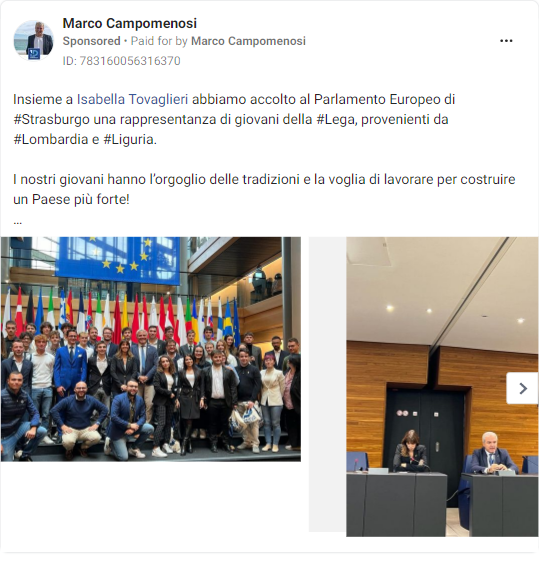 Marco Campomenosi
Sponsored • Paid for by Marco Campomenosi
ID: 783160056316370
Insieme a Isabella Tovaglieri abbiamo accolto al Parlamento Europeo di
#Strasburgo una rappresentanza di giovani della #Lega, provenienti da
#Lombardia e #Liguria.
I nostri giovani hanno l’orgoglio delle tradizioni e la voglia di lavorare per costruire
un Paese più forte!
...